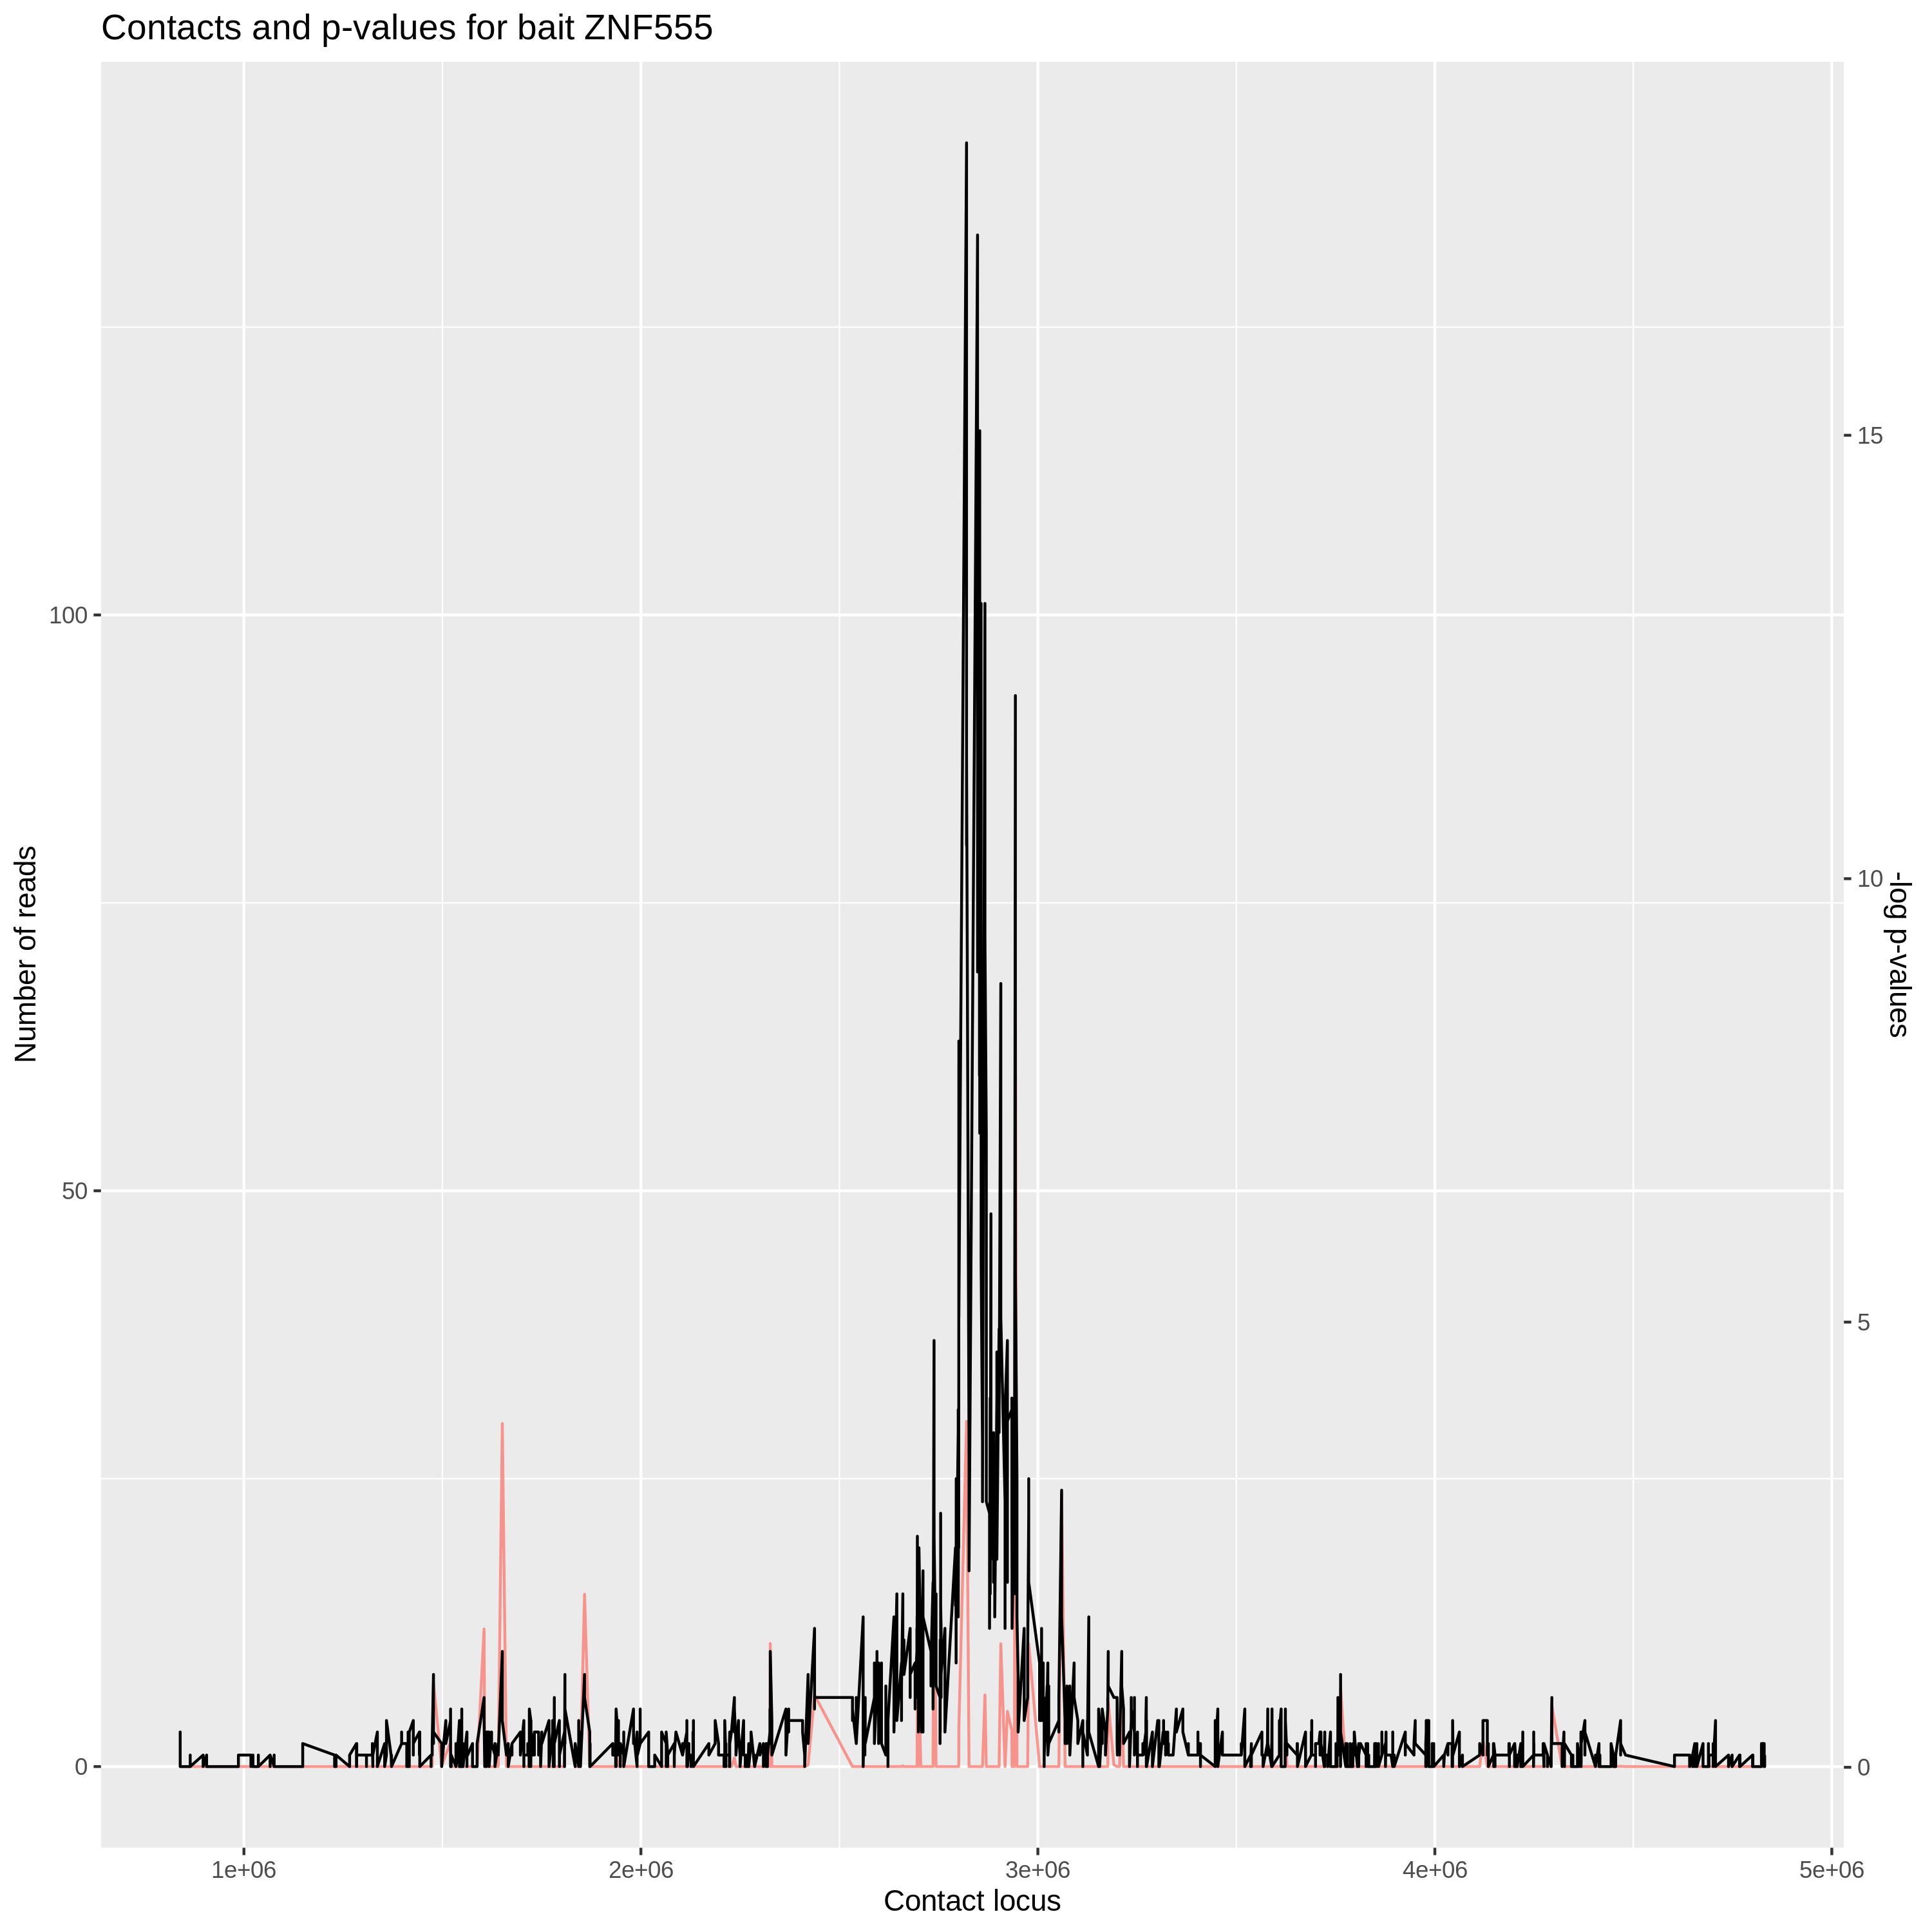 Contacts and p-values for bait ZNF555
100
50
0
Number of reads
15
10
5
0
-log p-values
1e+06
2e+06
3e+06
4e+06
5e+06
Contact locus